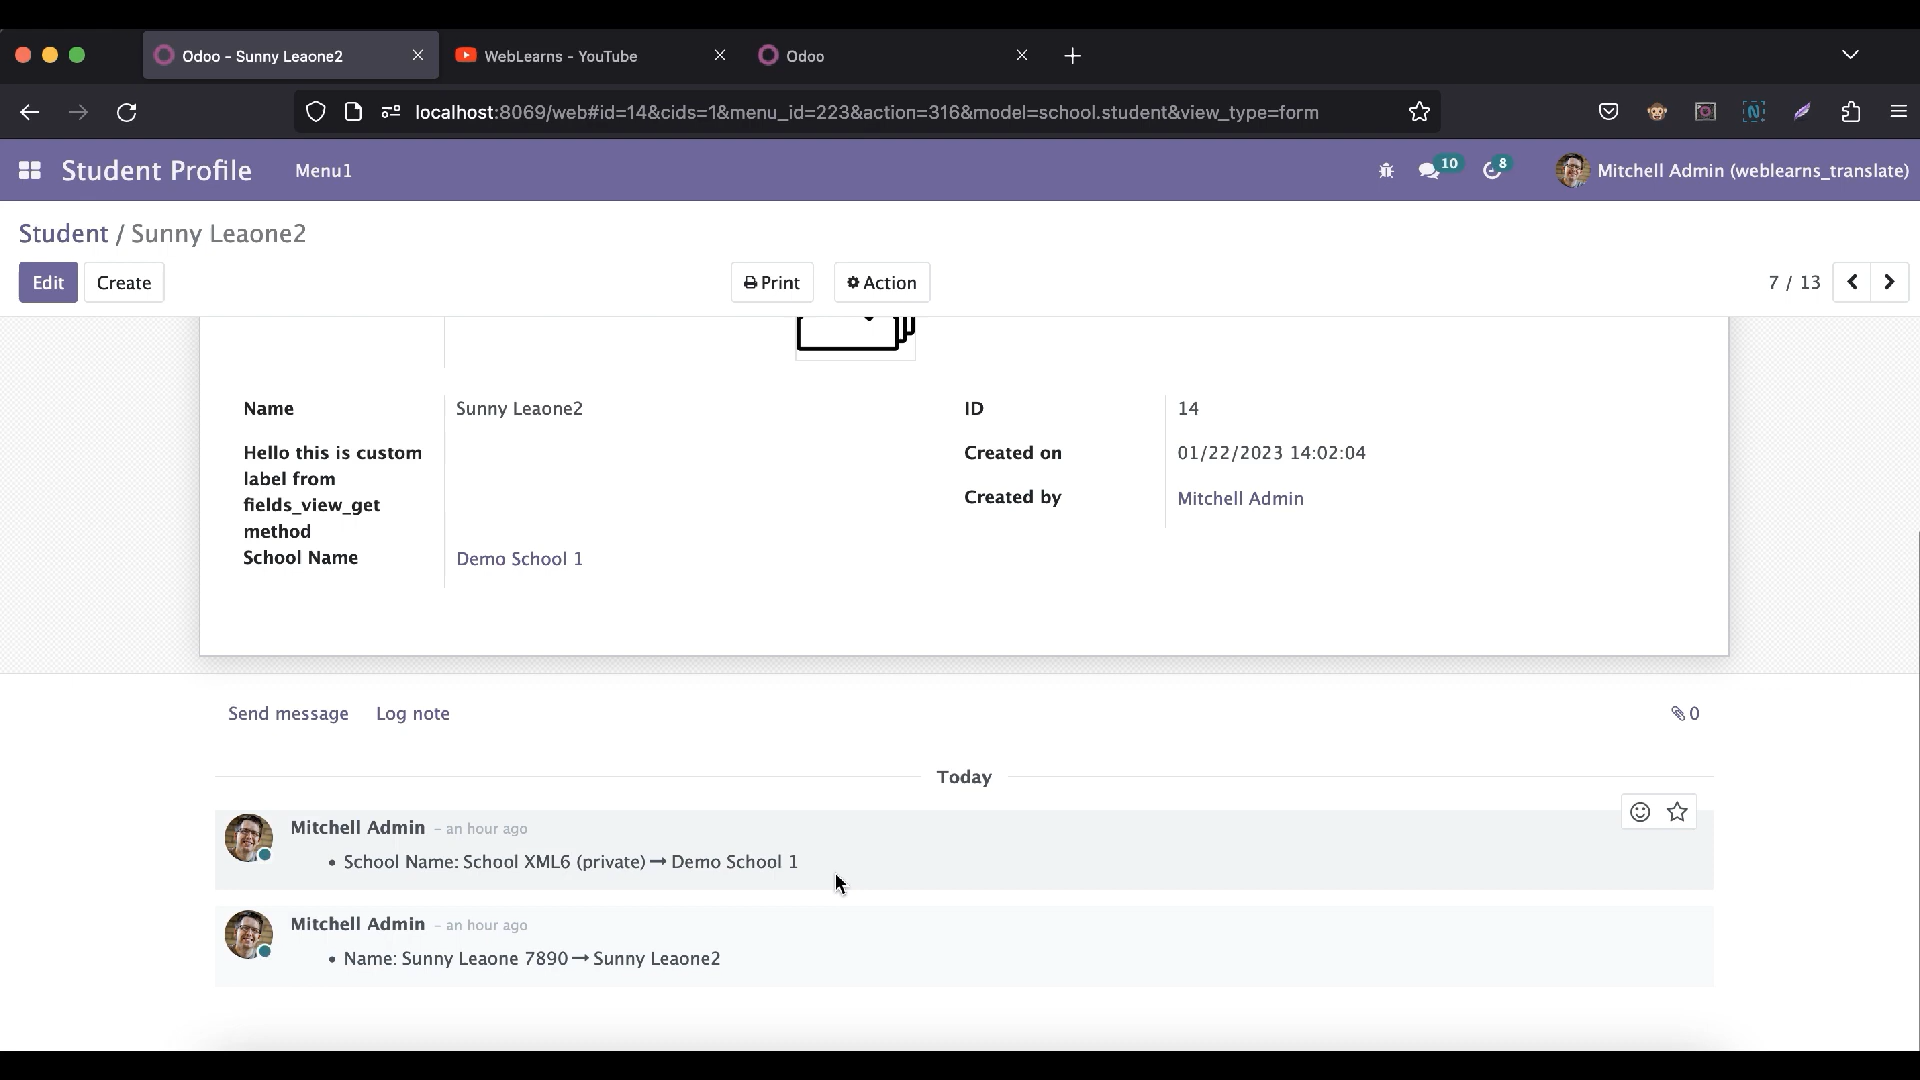 Odoo - Sunny Leaone2
WebLearns - YouTube
Odoo
localhost:8069/web#id=14&cids=1&menu_id=223&action=316&model=school.student&view_type=form
Student Profile
Menu1
10
8
Mitchell Admin (weblearns_translate)
Student / Sunny Leaone2
Edit
Create
Print
Action
7 / 13
Name
Sunny Leaone2
ID
14
Hello this is custom
label from
fields_view_get
method
Created on
01/22/2023 14:02:04
Created by
Mitchell Admin
School Name
Demo School 1
Send message
Log note
0
Today
Mitchell Admin - an hour ago
• School Name: School XML6 (private) → Demo School 1
Mitchell Admin - an hour ago
• Name: Sunny Leaone 7890 → Sunny Leaone2